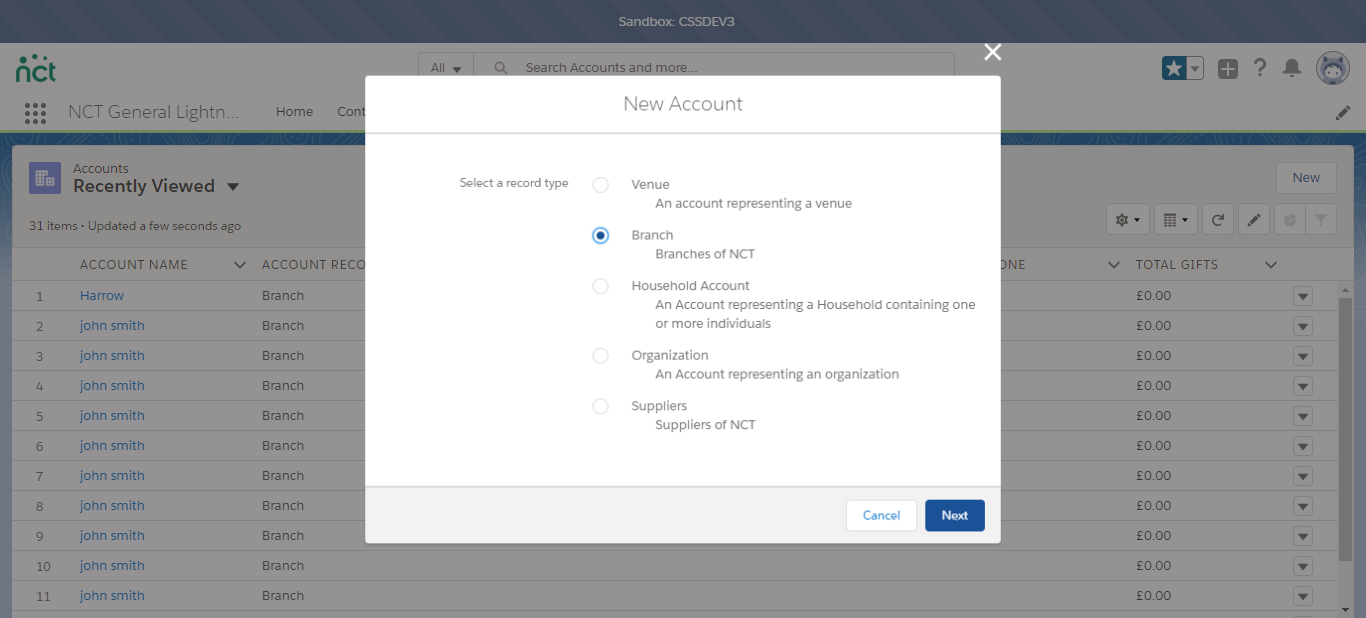 Sandbox: CSSDEV3
nct
All
Search Accounts and more...
NCT General Lightn...
Home
Cont
New Account
Accounts
Recently Viewed
New
31 items • Updated a few seconds ago
Select a record type
Venue
An account representing a venue
Branch
Branches of NCT
Household Account
An Account representing a Household containing one
or more individuals
Organization
An Account representing an organization
Suppliers
Suppliers of NCT
Cancel
Next
ACCOUNT NAME ACCOUNT RECO ONE TOTAL GIFTS
1 Harrow Branch £0.00
2 john smith Branch £0.00
3 john smith Branch £0.00
4 john smith Branch £0.00
5 john smith Branch £0.00
6 john smith Branch £0.00
7 john smith Branch £0.00
8 john smith Branch £0.00
9 john smith Branch £0.00
10 john smith Branch £0.00
11 john smith Branch £0.00